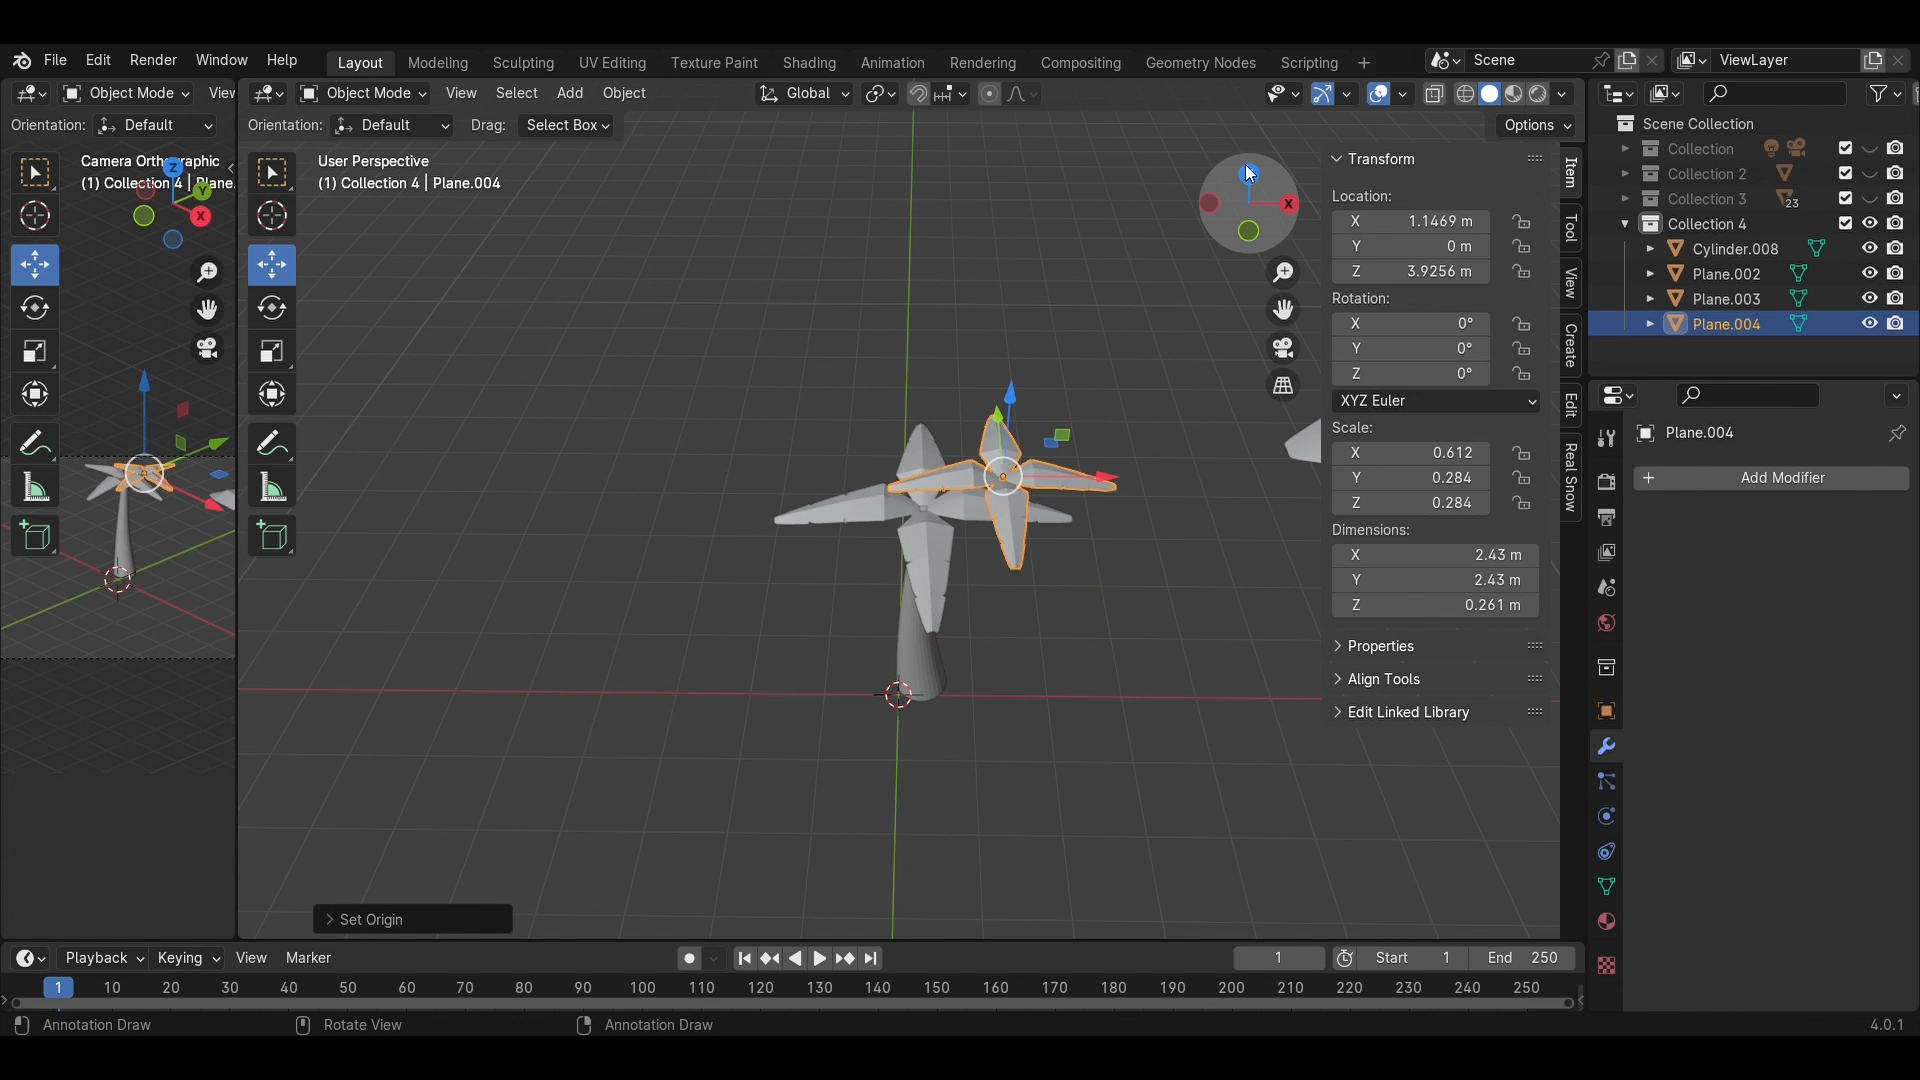 File Edit Render Window Help Layout Modeling Sculpting UV Editing Texture Paint Shading Animation Rendering Compositing Geometry Nodes Scripting + Scene ViewLayer
Object Mode View Object Mode View Select Add Object Global
Orientation: Default Orientation: Default Drag: Select Box Options
Camera Orthographic
(1) Collection 4 | Plane.
Z
Y
X
User Perspective
(1) Collection 4 | Plane.004
X
Transform
Location:
X 1.1469 m
Y 0 m
Z 3.9256 m
Rotation:
X 0°
Y 0°
Z 0°
XYZ Euler
Scale:
X 0.612
Y 0.284
Z 0.284
Dimensions:
X 2.43 m
Y 2.43 m
Z 0.261 m
Properties
Align Tools
Edit Linked Library
Item
Tool
View
Create
Edit
Real Snow
Scene Collection
Collection
Collection 2
Collection 3 23
Collection 4
Cylinder.008
Plane.002
Plane.003
Plane.004
Plane.004
+ Add Modifier
Set Origin
Playback Keying View Marker 1 Start 1 End 250
1 10 20 30 40 50 60 70 80 90 100 110 120 130 140 150 160 170 180 190 200 210 220 230 240 250
Annotation Draw Rotate View Annotation Draw 4.0.1